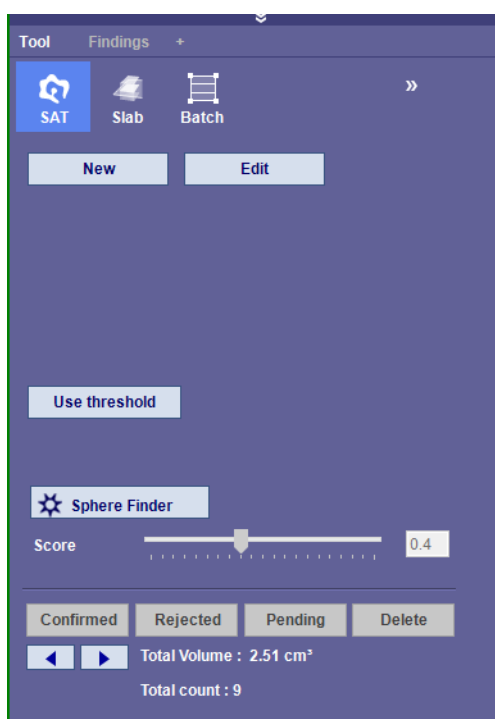 Tool Findings +
SAT Slab Batch »
New Edit
Use threshold
Sphere Finder
Score 0.4
Confirmed Rejected Pending Delete
Total Volume : 2.51 cm³
Total count : 9